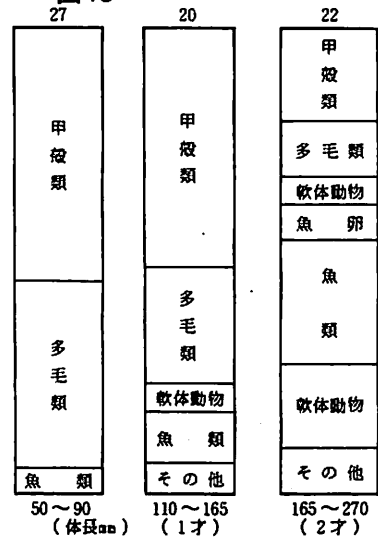 27
甲
殻
類
多
毛
類
魚 類
50～90
(体長mm)
20
甲
殻
類
多
毛
類
軟体動物
魚 類
その他
110～165
(1才)
22
甲
殻
類
多毛類
軟体動物
魚 卵
魚
類
軟体動物
その他
165～270
(2才)